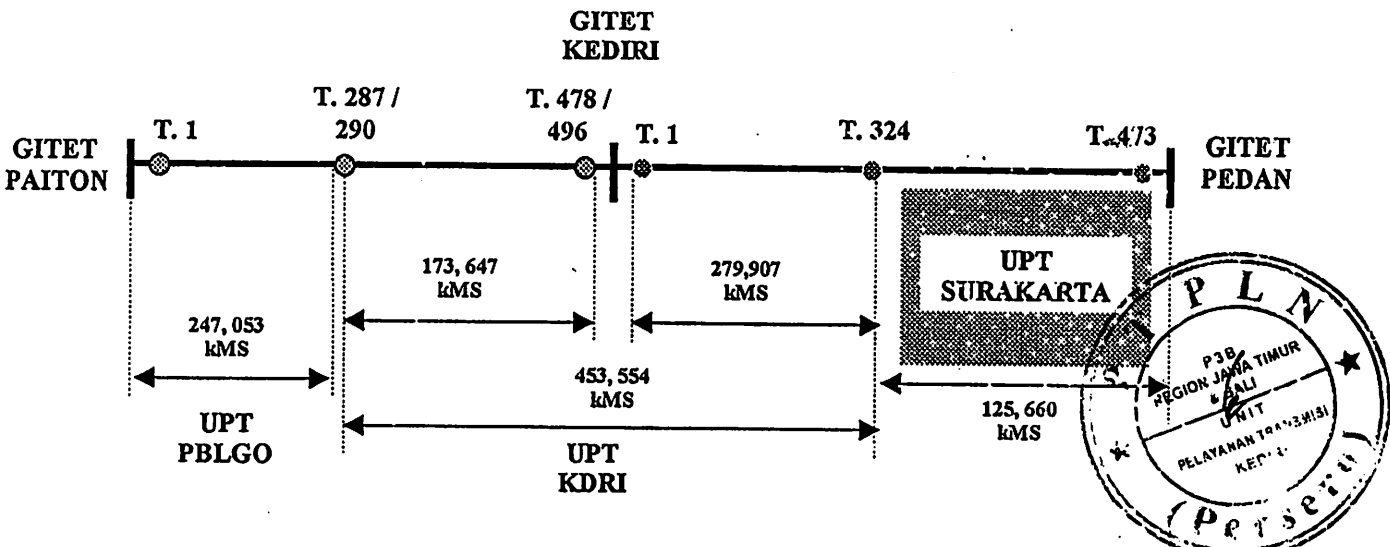 GITET
KEDIRI
T. 287 /
290
T. 478 /
496
T. 1
T. 1
T. 324
T. 473
GITET
PAITON
GITET
PEDAN
173, 647
kMS
279,907
kMS
UPT
SURAKARTA
247, 053
kMS
453, 554
kMS
125, 660
kMS
UPT
PBLGO
UPT
KDRI
PLN
P3B
REGION JAWA TIMUR
& BALI
UNIT
PELAYANAN TRANSMISI
(Persero)